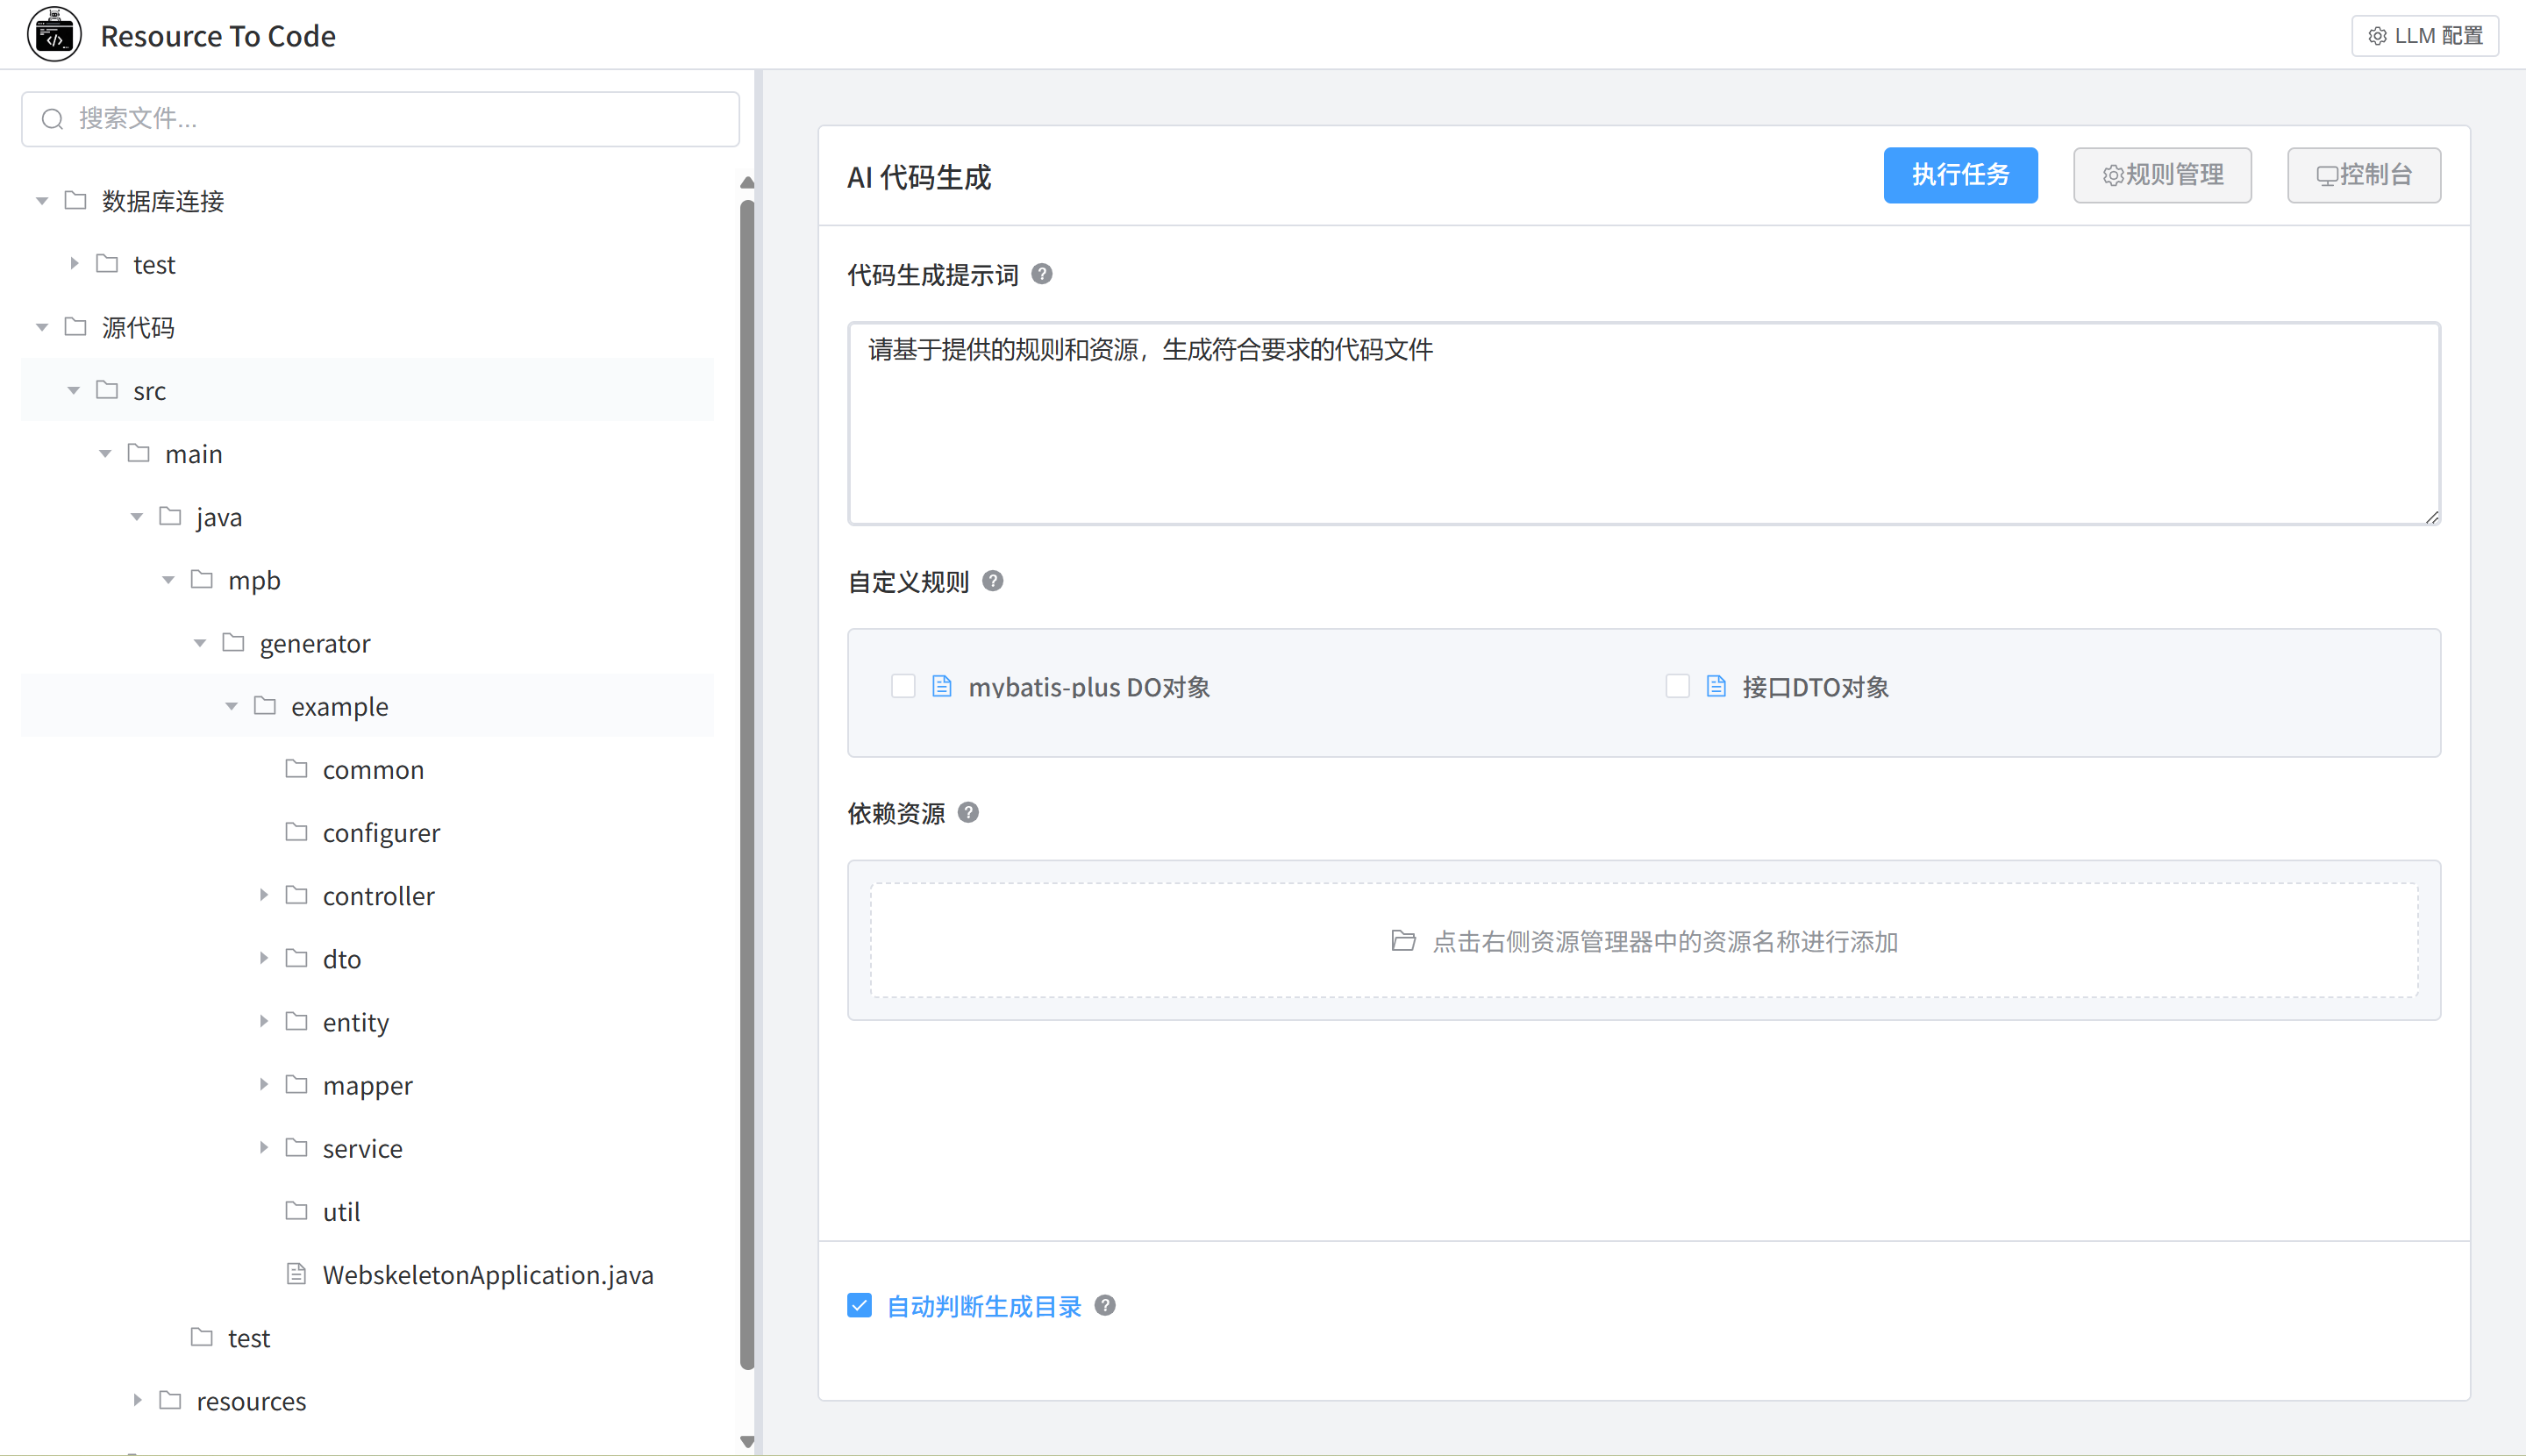 Resource To Code
LLM 配置
搜索文件...
数据库连接
test
源代码
src
main
java
mpb
generator
example
common
configurer
controller
dto
entity
mapper
service
util
WebskeletonApplication.java
test
resources
AI 代码生成
执行任务
规则管理
控制台
代码生成提示词
请基于提供的规则和资源，生成符合要求的代码文件
自定义规则
mybatis-plus DO对象
接口DTO对象
依赖资源
点击右侧资源管理器中的资源名称进行添加
自动判断生成目录